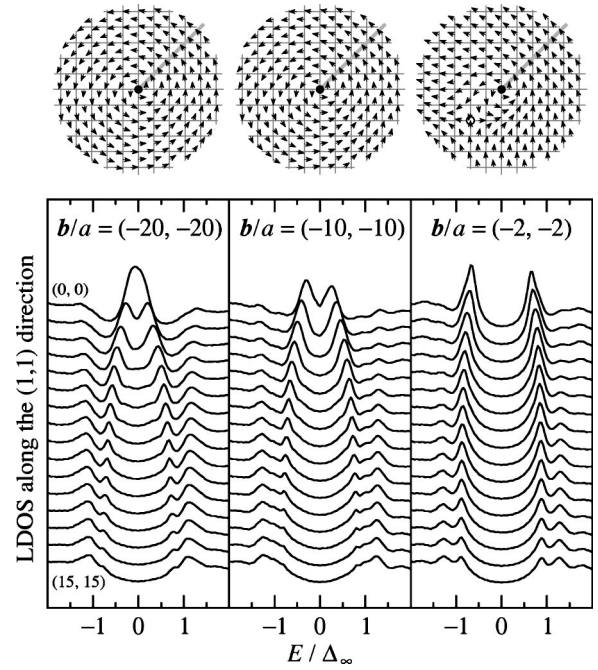 b/a = (−20, −20) b/a = (−10, −10) b/a = (−2, −2)
(0, 0)
LDOS along the (1,1) direction
(15, 15)
−1 0 1 −1 0 1 −1 0 1
E / Δ∞